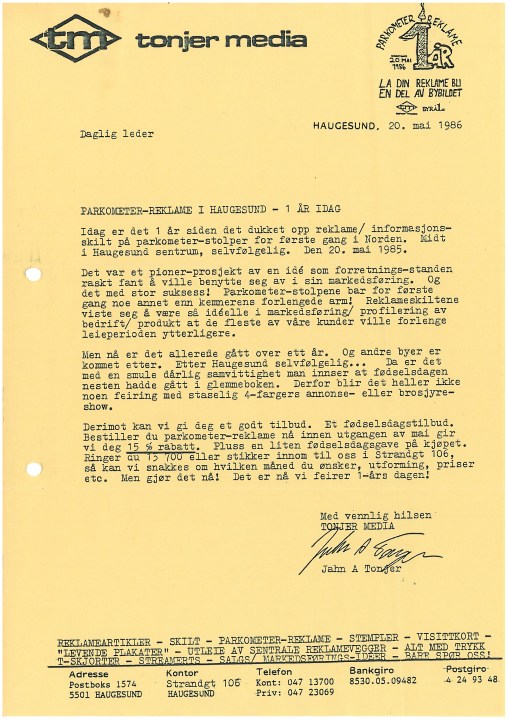 tm tonjer media
PARKOMETER REKLAME
1 ÅR
20 MAI
1986
LA DIN REKLAME BLI
EN DEL AV BYBILDET
tm BYRÅ.
HAUGESUND, 20. mai 1986
Daglig leder
PARKOMETER-REKLAME I HAUGESUND - 1 ÅR IDAG
Idag er det 1 år siden det dukket opp reklame/ informasjons-
skilt på parkometer-stolper for første gang i Norden. Midt
i Haugesund sentrum, selvfølgelig. Den 20. mai 1985.
Det var et pioner-prosjekt av en idé som forretnings-standen
raskt fant å ville benytte seg av i sin markedsføring. Og
det med stor suksess! Parkometer-stolpene bar for første
gang noe annet enn kemnerens forlengede arm! Reklameskiltene
viste seg å være så idéelle i markedsføring/ profilering av
bedrift/ produkt at de fleste av våre kunder ville forlenge
leieperioden ytterligere.
Men nå er det allerede gått over ett år. Og andre byer er
kommet etter. Etter Haugesund selvfølgelig... Da er det
med en smule dårlig samvittighet man innser at fødselsdagen
nesten hadde gått i glemmeboken. Derfor blir det heller ikke
noen feiring med staselig 4-fargers annonse- eller brosjyre-
show.
Derimot kan vi gi deg et godt tilbud. Et fødselsdagstilbud.
Bestiller du parkometer-reklame nå innen utgangen av mai gir
vi deg 15 % rabatt. Pluss en liten fødselsdagsgave på kjøpet.
Ringer du 13 700 eller stikker innom til oss i Strandgt 106,
så kan vi snakkes om hvilken måned du ønsker, utforming, priser
etc. Men gjør det nå! Det er nå vi feirer 1-års dagen!
Med vennlig hilsen
TONJER MEDIA
Jahn A Tonjer
REKLAMEARTIKLER - SKILT - PARKOMETER-REKLAME - STEMPLER - VISITTKORT -
"LEVENDE PLAKATER" - UTLEIE AV SENTRALE REKLAMEVEGGER - ALT MED TRYKK
T-SKJORTER - STREAMERTS - SALGS/ MARKEDSFØRINGS-IDEER - BARE SPØR OSS!
Adresse Kontor Telefon Bankgiro Postgiro
Postboks 1574 Strandgt 106 Kont: 047 13700 8530.05.09482 4 24 93 48
5501 HAUGESUND HAUGESUND Priv: 047 23069